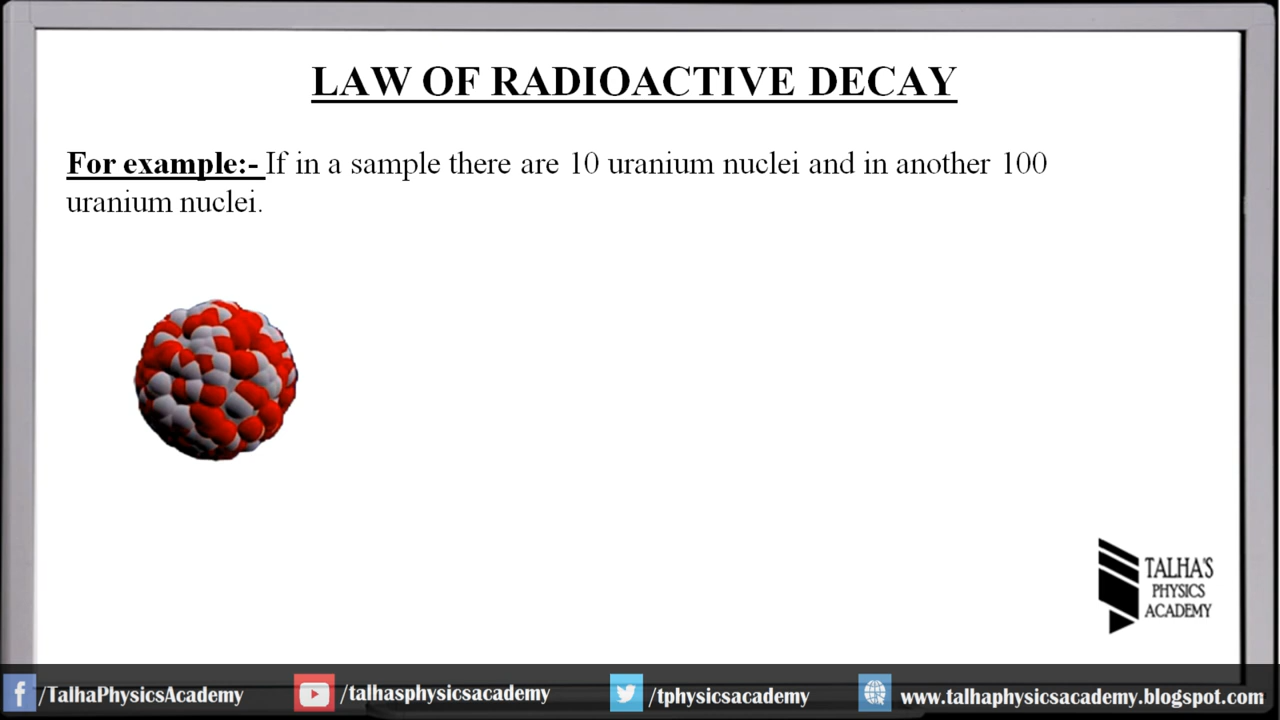 LAW OF RADIOACTIVE DECAY
For example:- If in a sample there are 10 uranium nuclei and in another 100
uranium nuclei.
TALHA'S
PHYSICS
ACADEMY
/TalhaPhysicsAcademy
/talhasphysicsacademy
/tphysicsacademy
www.talhaphysicsacademy.blogspot.com